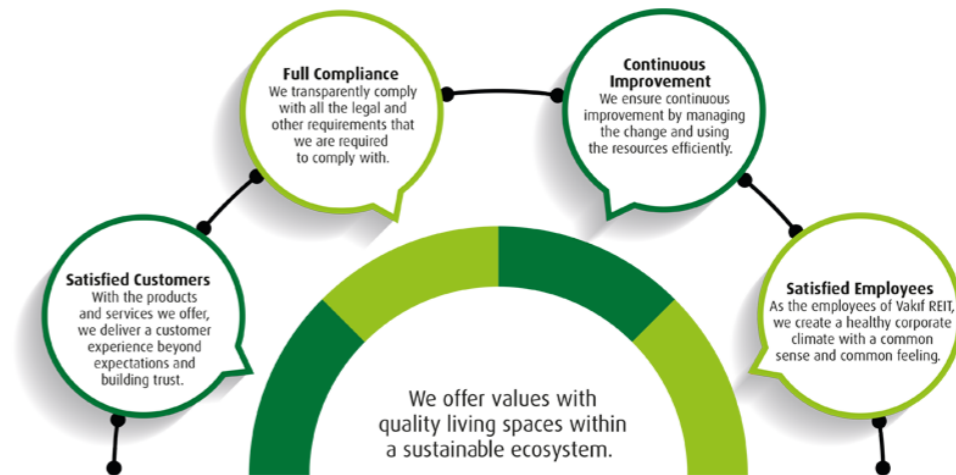 Full Compliance
We transparently comply
with all the legal and
other requirements that
we are required
to comply with.
Continuous
Improvement
We ensure continuous
improvement by managing
the change and using
the resources efficiently.
Satisfied Customers
With the products
and services we offer,
we deliver a customer
experience beyond
expectations and
building trust.
Satisfied Employees
As the employees of Vakıf REIT,
we create a healthy corporate
climate with a common
sense and common feeling.
We offer values with
quality living spaces within
a sustainable ecosystem.